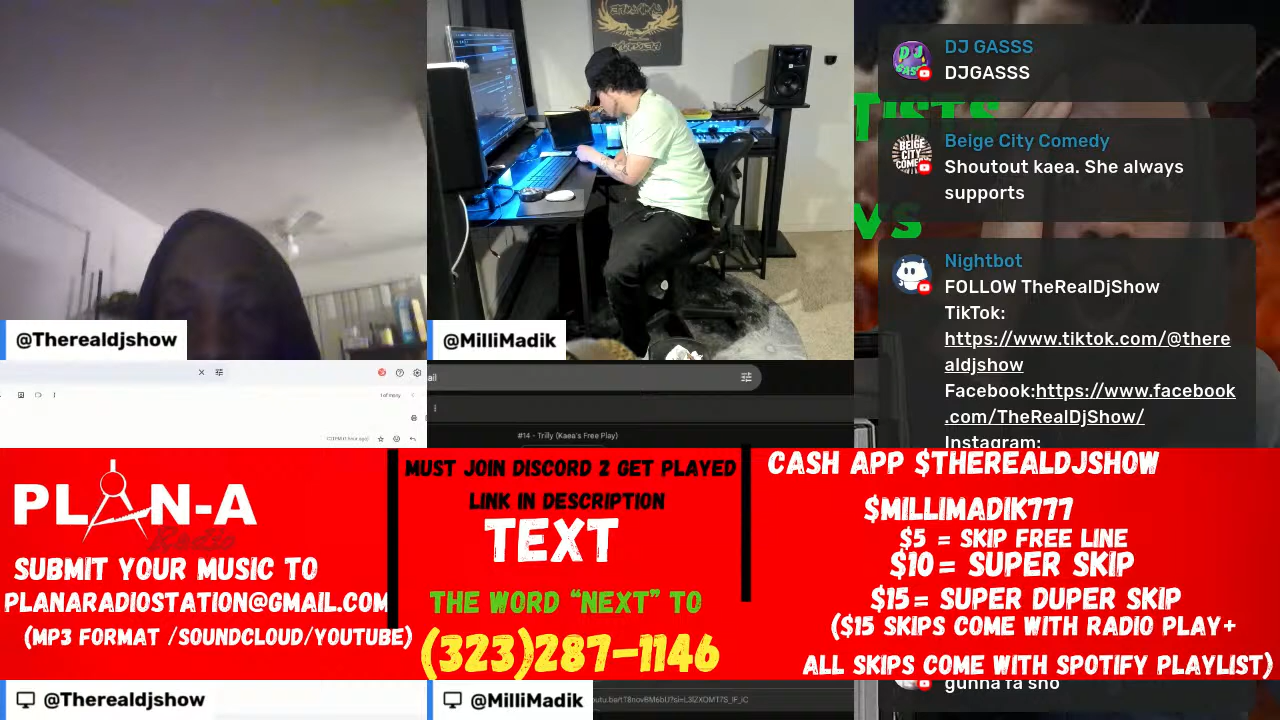 @Therealdjshow
@MilliMadik
DJ GASSS
DJGASSS
Beige City Comedy
Shoutout kaea. She always
supports
Nightbot
FOLLOW TheRealDjShow
TikTok:
https://www.tiktok.com/@there
aldjshow
Facebook:https://www.facebook
.com/TheRealDjShow/
Instagram:
#14 - Trilly (Kaea's Free Play)
PLAN-A
Radio
SUBMIT YOUR MUSIC TO
PLANARADIOSTATION@GMAIL.COM
(MP3 FORMAT /SOUNDCLOUD/YOUTUBE)
MUST JOIN DISCORD 2 GET PLAYED
LINK IN DESCRIPTION
TEXT
THE WORD “NEXT” TO
(323)287-1146
CASH APP $THEREALDJSHOW
$MILLIMADIK777
$5 = SKIP FREE LINE
$10 = SUPER SKIP
$15 = SUPER DUPER SKIP
($15 SKIPS COME WITH RADIO PLAY+
ALL SKIPS COME WITH SPOTIFY PLAYLIST)
gunna fa sho
@Therealdjshow
@MilliMadik